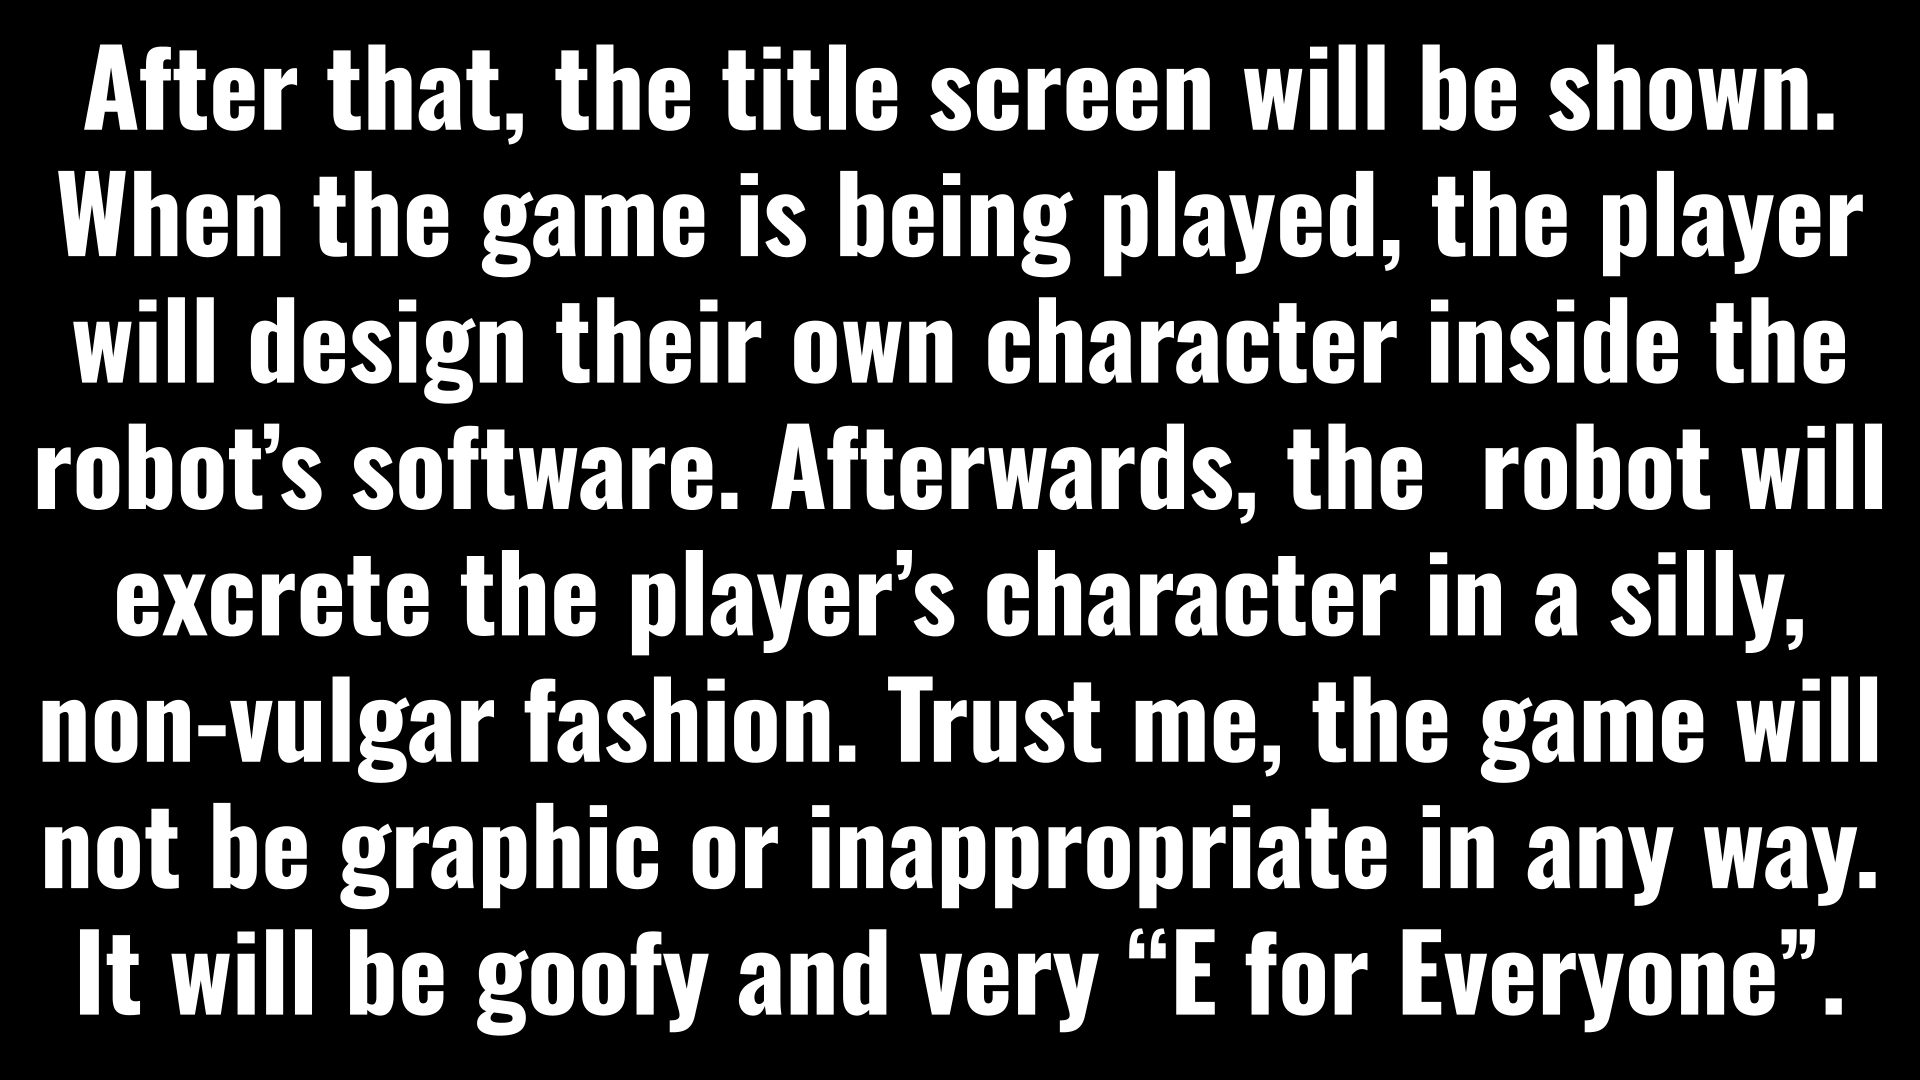 After that, the title screen will be shown.
When the game is being played, the player
will design their own character inside the
robot’s software. Afterwards, the  robot will
excrete the player’s character in a silly,
non-vulgar fashion. Trust me, the game will
not be graphic or inappropriate in any way.
It will be goofy and very “E for Everyone”.